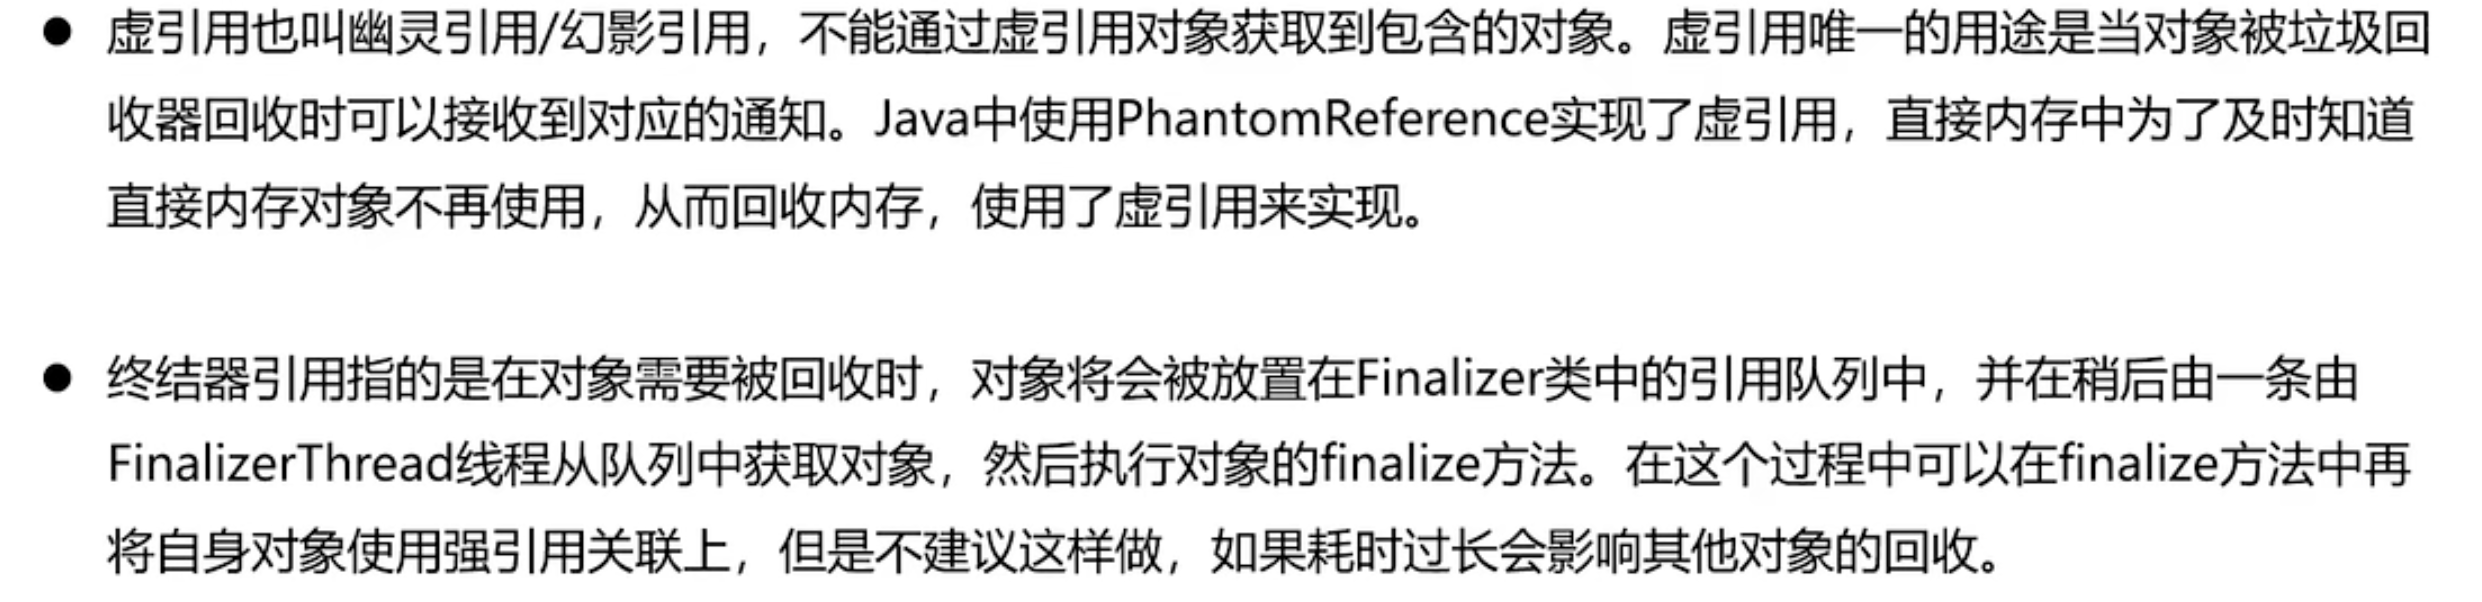 ● 虚引用也叫幽灵引用/幻影引用，不能通过虚引用对象获取到包含的对象。虚引用唯一的用途是当对象被垃圾回
收器回收时可以接收到对应的通知。Java中使用PhantomReference实现了虚引用，直接内存中为了及时知道
直接内存对象不再使用，从而回收内存，使用了虚引用来实现。
● 终结器引用指的是在对象需要被回收时，对象将会被放置在Finalizer类中的引用队列中，并在稍后由一条由
FinalizerThread线程从队列中获取对象，然后执行对象的finalize方法。在这个过程中可以在finalize方法中再
将自身对象使用强引用关联上，但是不建议这样做，如果耗时过长会影响其他对象的回收。